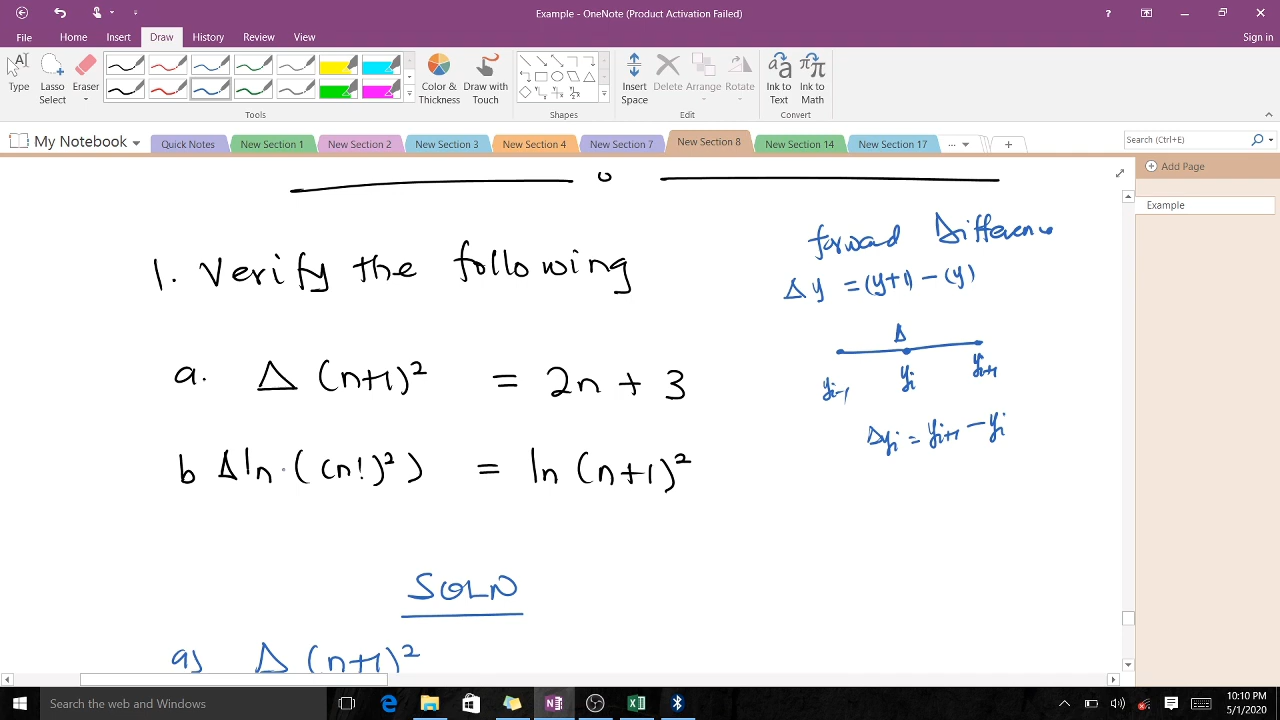 Example - OneNote (Product Activation Failed)
?
Sign in
File Home Insert Draw History Review View
Type
Lasso Select
Eraser
Color & Thickness
Draw with Touch
Insert Space
Delete
Arrange
Rotate
Ink to Text
Ink to Math
Tools
Shapes
Edit
Convert
My Notebook
Quick Notes
New Section 1
New Section 2
New Section 3
New Section 4
New Section 7
New Section 8
New Section 14
New Section 17
...
Search (Ctrl+E)
Add Page
Example
1. Verify the following
a. Δ (n+1)² = 2n + 3
b Δln·((n!)²) = ln (n+1)²
forward Difference
Δy = (y+1) - (y)
Δ
yi-1 yi yi+1
Δyi = yi+1 - yi
SOLN
a) Δ (n+1)²
Search the web and Windows
10:10 PM
5/1/2020